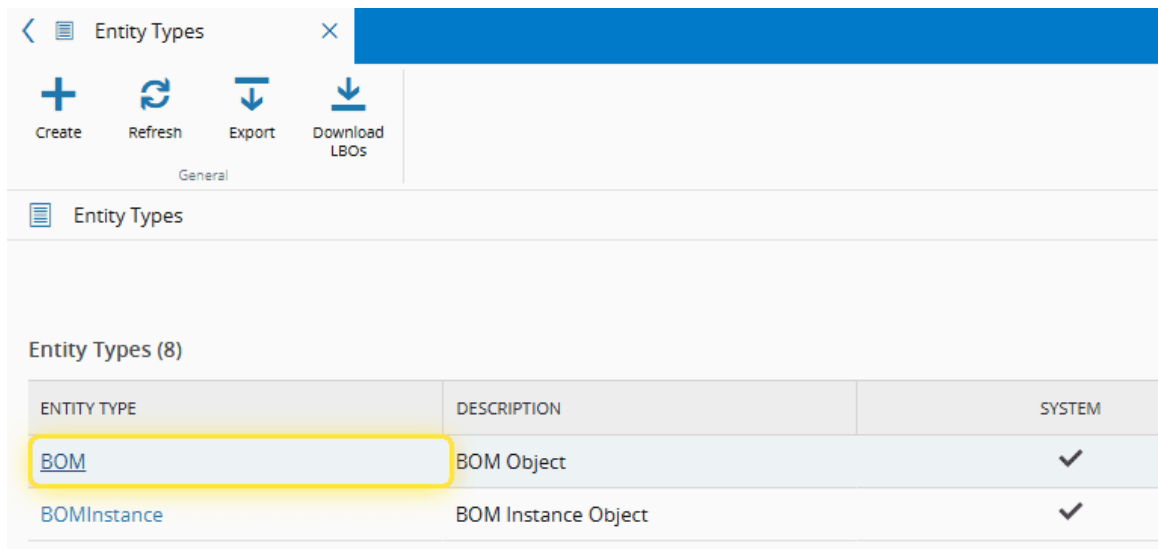 Entity Types
Create Refresh Export Download
LBOs
General
Entity Types
Entity Types (8)
ENTITY TYPE DESCRIPTION SYSTEM
BOM BOM Object
BOMInstance BOM Instance Object